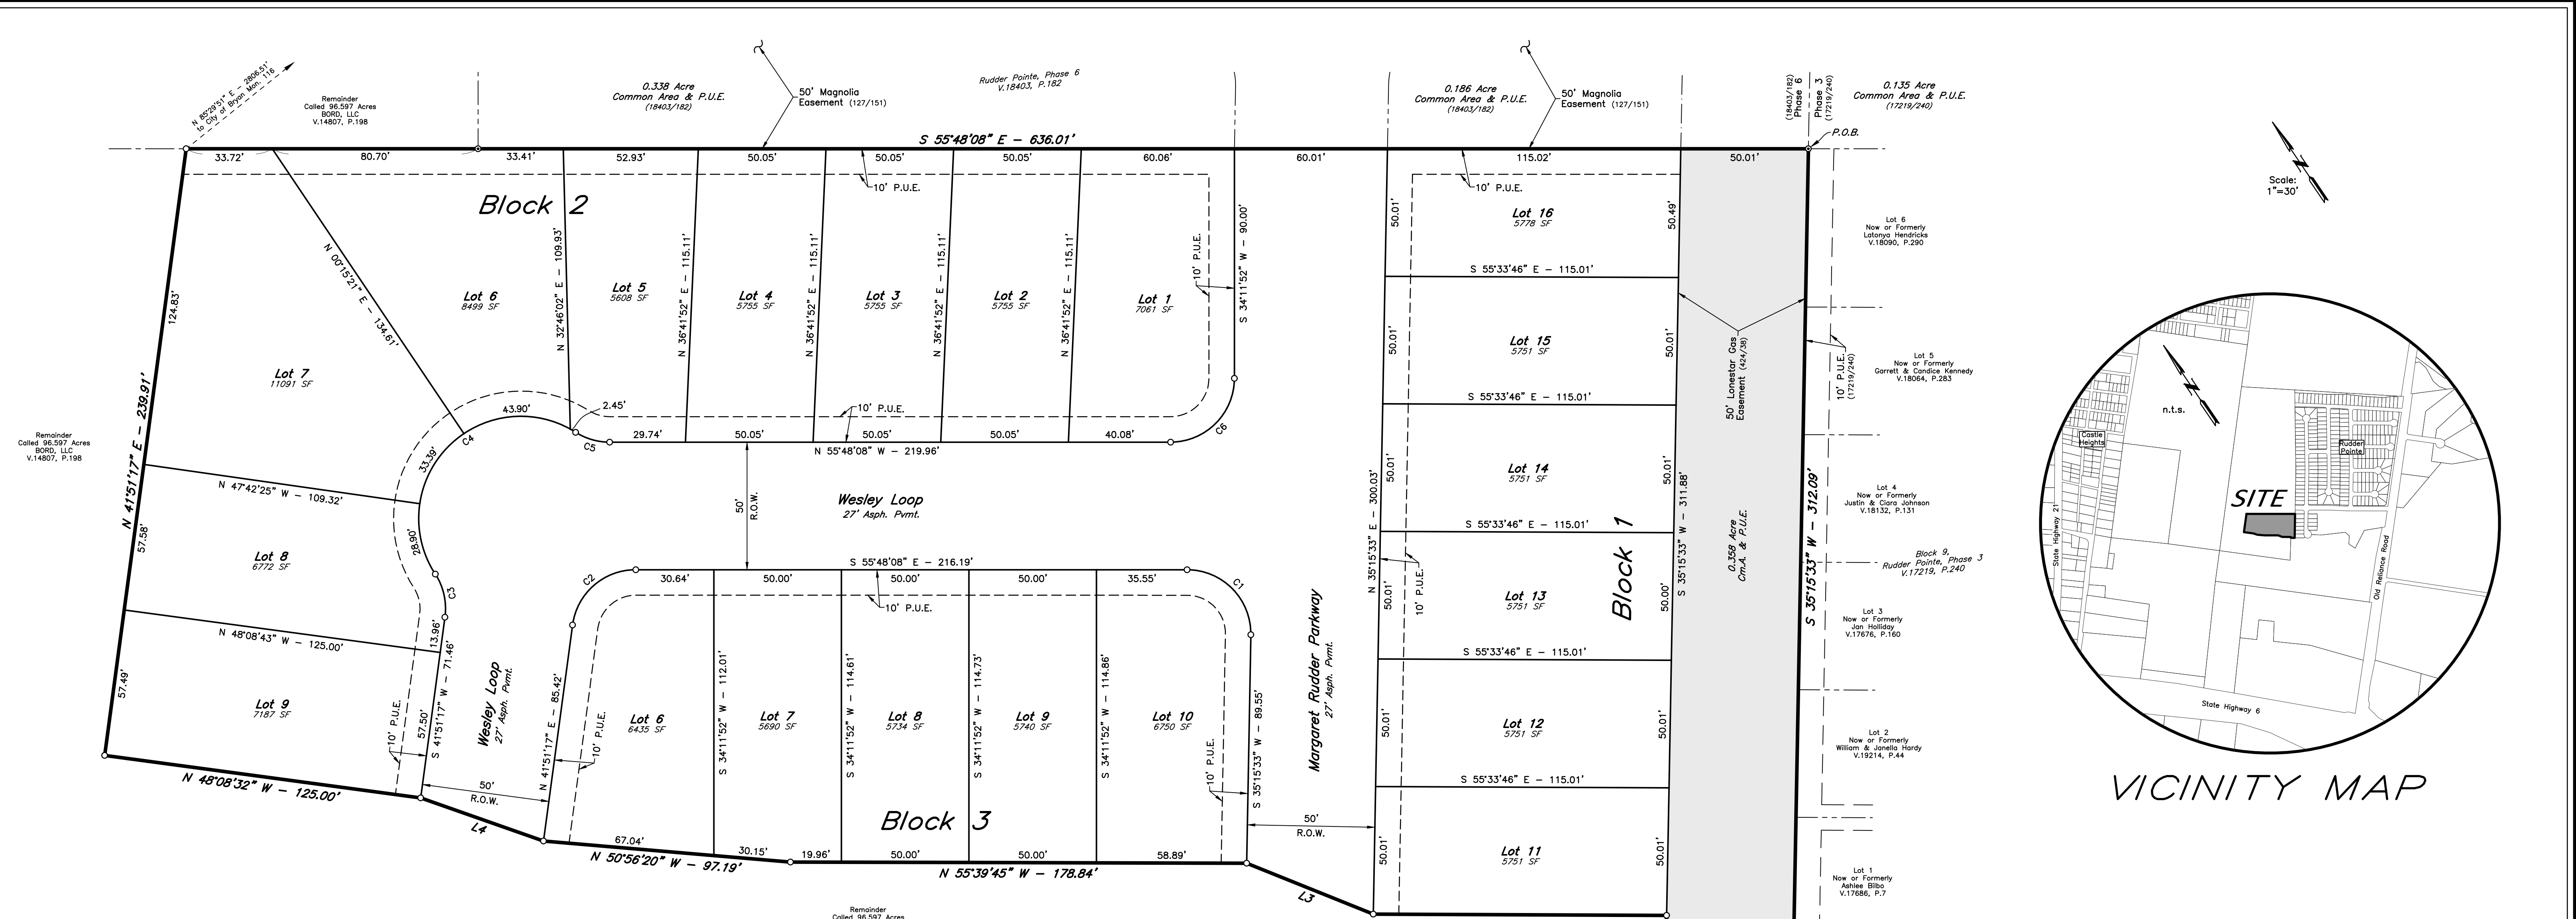 N 85°29'51" E - 2806.51'
to City of Bryan Mon. 116
Remainder
Called 96.597 Acres
BORD, LLC
V.14807, P.198
0.338 Acre
Common Area & P.U.E.
(18403/182)
50' Magnolia
Easement (127/151)
Rudder Pointe, Phase 6
V.18403, P.182
0.186 Acre
Common Area & P.U.E.
(18403/182)
50' Magnolia
Easement (127/151)
(18403/182)
Phase 6
Phase 3
(17219/240)
0.135 Acre
Common Area & P.U.E.
(17219/240)
P.O.B.
S 55°48'08" E - 636.01'
33.72'
80.70'
33.41'
52.93'
50.05'
50.05'
50.05'
60.06'
60.01'
115.02'
50.01'
10' P.U.E.
10' P.U.E.
Block 2
N 41°51'17" E - 239.91'
124.83'
57.58'
57.49'
Remainder
Called 96.597 Acres
BORD, LLC
V.14807, P.198
Lot 7
11091 SF
N 00°15'21" E - 134.61'
Lot 6
8499 SF
N 32°46'02" E - 109.93'
Lot 5
5608 SF
N 36°41'52" E - 115.11'
Lot 4
5755 SF
N 36°41'52" E - 115.11'
Lot 3
5755 SF
N 36°41'52" E - 115.11'
Lot 2
5755 SF
N 36°41'52" E - 115.11'
Lot 1
7061 SF
10' P.U.E.
S 34°11'52" W - 90.00'
43.90'
2.45'
C4
33.39'
28.90'
C5
29.74'
50.05'
50.05'
50.05'
40.08'
C6
10' P.U.E.
N 55°48'08" W - 219.96'
N 47°42'25" W - 109.32'
Lot 8
6772 SF
N 48°08'43" W - 125.00'
Lot 9
7187 SF
C3
13.96'
57.50'
S 41°51'17" W - 71.46'
10' P.U.E.
N 48°08'32" W - 125.00'
Wesley Loop
27' Asph. Pvmt.
50'
R.O.W.
Wesley Loop
27' Asph. Pvmt.
50'
R.O.W.
L4
S 55°48'08" E - 216.19'
C2
30.64'
50.00'
50.00'
50.00'
35.55'
C1
10' P.U.E.
N 41°51'17" E - 85.42'
10' P.U.E.
Lot 6
6435 SF
S 34°11'52" W - 112.01'
Lot 7
5690 SF
S 34°11'52" W - 114.61'
Lot 8
5734 SF
S 34°11'52" W - 114.73'
Lot 9
5740 SF
S 34°11'52" W - 114.86'
Lot 10
6750 SF
10' P.U.E.
S 35°15'33" W - 89.55'
Block 3
67.04'
30.15'
19.96'
50.00'
50.00'
58.89'
N 50°56'20" W - 97.19'
N 55°39'45" W - 178.84'
Remainder
Called 96.597 Acres
Margaret Rudder Parkway
27' Asph. Pvmt.
50'
R.O.W.
L3
N 35°15'33" E - 300.03'
10' P.U.E.
50.01'
50.01'
50.01'
50.01'
50.01'
50.01'
Lot 16
5778 SF
50.49'
S 55°33'46" E - 115.01'
Lot 15
5751 SF
50.01'
S 55°33'46" E - 115.01'
Lot 14
5751 SF
50.01'
S 55°33'46" E - 115.01'
Lot 13
5751 SF
50.00'
S 55°33'46" E - 115.01'
Lot 12
5751 SF
50.01'
S 55°33'46" E - 115.01'
Lot 11
5751 SF
50.01'
Block 1
S 35°15'33" W - 311.88'
50' Lonestar Gas
Easement (424/38)
0.358 Acre
Cm.A. & P.U.E.
S 35°15'33" W - 312.09'
10' P.U.E.
(17219/240)
Lot 6
Now or Formerly
Latonya Hendricks
V.18090, P.290
Lot 5
Now or Formerly
Garrett & Candice Kennedy
V.18064, P.283
Lot 4
Now or Formerly
Justin & Ciara Johnson
V.18132, P.131
Block 9,
Rudder Pointe, Phase 3
V.17219, P.240
Lot 3
Now or Formerly
Jan Holliday
V.17676, P.160
Lot 2
Now or Formerly
William & Janella Hardy
V.19214, P.44
Lot 1
Now or Formerly
Ashlee Bilbo
V.17686, P.7
N
Scale:
1"=30'
N
n.t.s.
Castle
Heights
Rudder
Pointe
SITE
State Highway 21
Old Reliance Road
State Highway 6
VICINITY MAP